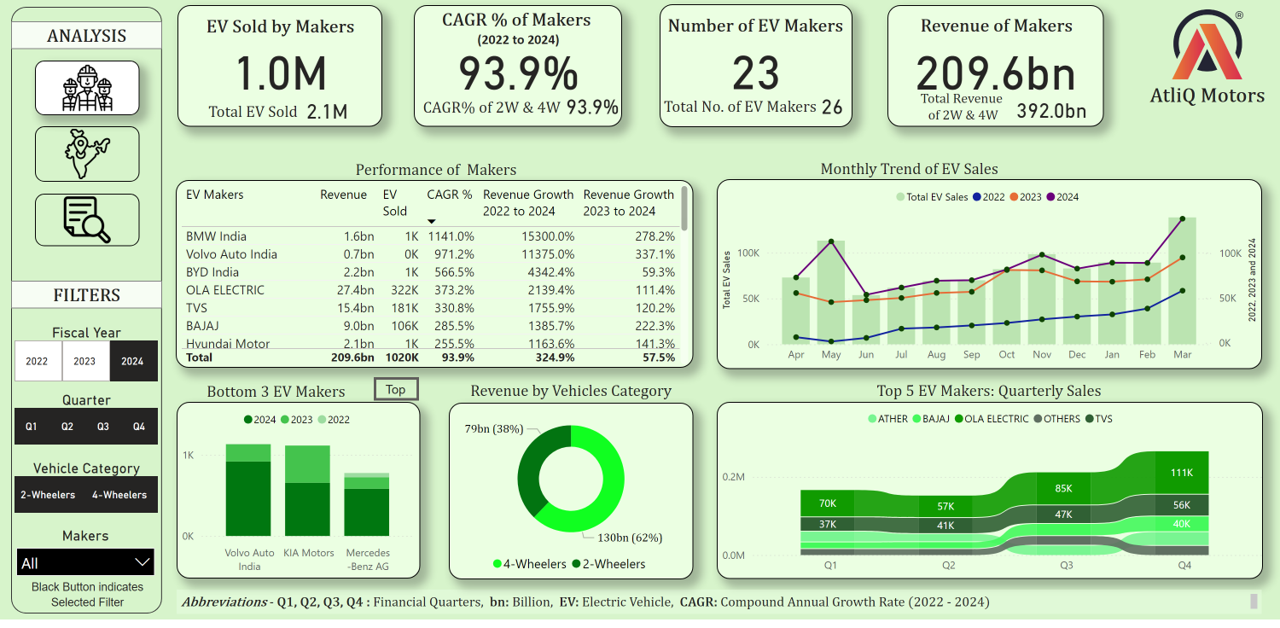 ANALYSIS
FILTERS
Fiscal Year
2022 2023 2024
Quarter
Q1 Q2 Q3 Q4
Vehicle Category
2-Wheelers 4-Wheelers
Makers
All
Black Button indicates
Selected Filter
EV Sold by Makers
1.0M
Total EV Sold 2.1M
CAGR % of Makers
(2022 to 2024)
93.9%
CAGR% of 2W & 4W 93.9%
Number of EV Makers
23
Total No. of EV Makers 26
Revenue of Makers
209.6bn
Total Revenue
of 2W & 4W 392.0bn
®
AtliQ Motors
Performance of Makers
EV Makers Revenue EV Sold CAGR % Revenue Growth 2022 to 2024 Revenue Growth 2023 to 2024
BMW India 1.6bn 1K 1141.0% 15300.0% 278.2%
Volvo Auto India 0.7bn 0K 971.2% 11375.0% 337.1%
BYD India 2.2bn 1K 566.5% 4342.4% 59.3%
OLA ELECTRIC 27.4bn 322K 373.2% 2139.4% 111.4%
TVS 15.4bn 181K 330.8% 1755.9% 120.2%
BAJAJ 9.0bn 106K 285.5% 1385.7% 222.3%
Hyundai Motor 2.1bn 1K 255.5% 1163.6% 141.3%
Total 209.6bn 1020K 93.9% 324.9% 57.5%
Monthly Trend of EV Sales
Total EV Sales 2022 2023 2024
Total EV Sales
100K
50K
0K
Apr May Jun Jul Aug Sep Oct Nov Dec Jan Feb Mar
100K
50K
0K
2022, 2023 and 2024
Bottom 3 EV Makers
Top
2024 2023 2022
1K
0K
Volvo Auto India
KIA Motors
Mercedes -Benz AG
Revenue by Vehicles Category
79bn (38%)
130bn (62%)
4-Wheelers 2-Wheelers
Top 5 EV Makers: Quarterly Sales
ATHER BAJAJ OLA ELECTRIC OTHERS TVS
0.2M
0.0M
70K 57K 85K 111K
37K 41K 47K 56K
40K
Q1 Q2 Q3 Q4
Abbreviations - Q1, Q2, Q3, Q4 : Financial Quarters, bn: Billion, EV: Electric Vehicle, CAGR: Compound Annual Growth Rate (2022 - 2024)